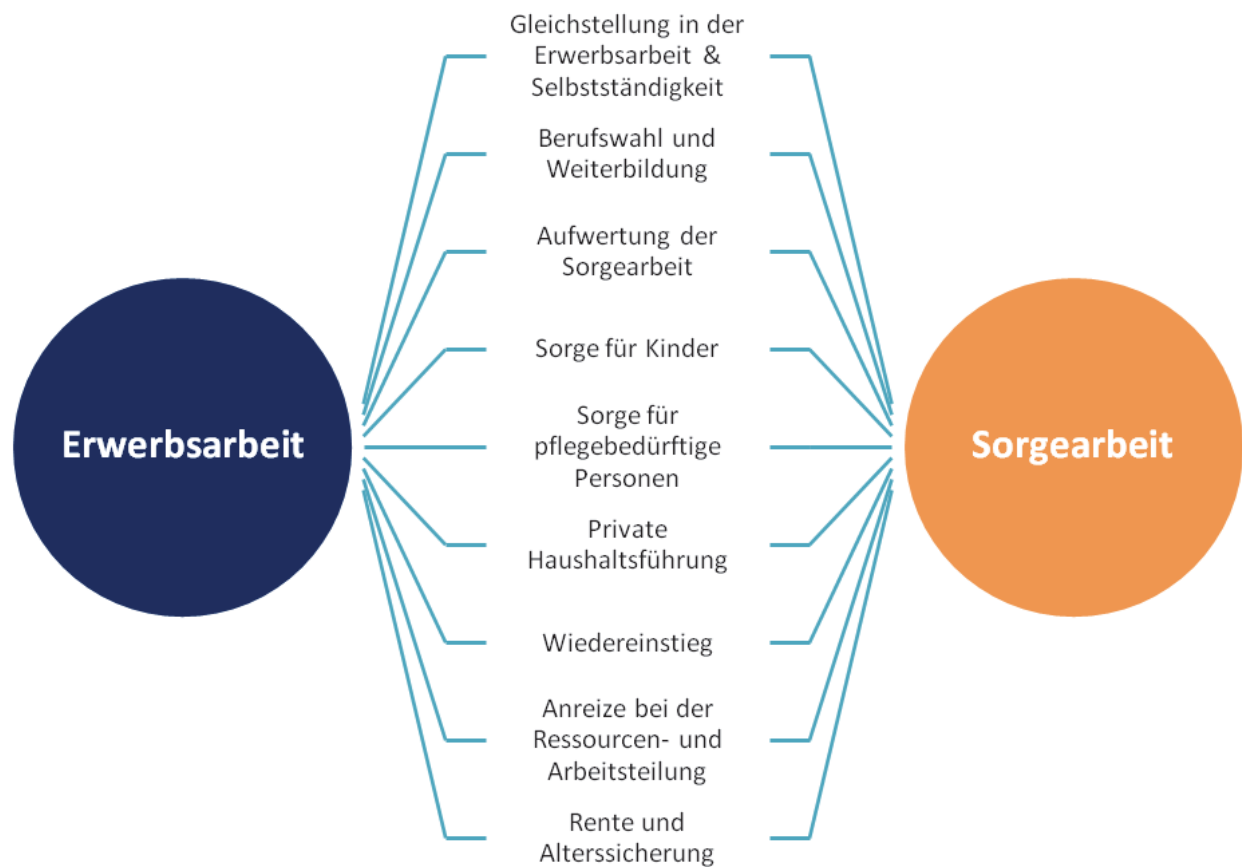 Gleichstellung in der
Erwerbsarbeit &
Selbstständigkeit
Berufswahl und
Weiterbildung
Aufwertung der
Sorgearbeit
Sorge für Kinder
Erwerbsarbeit
Sorge für
pflegebedürftige
Personen
Sorgearbeit
Private
Haushaltsführung
Wiedereinstieg
Anreize bei der
Ressourcen- und
Arbeitsteilung
Rente und
Alterssicherung